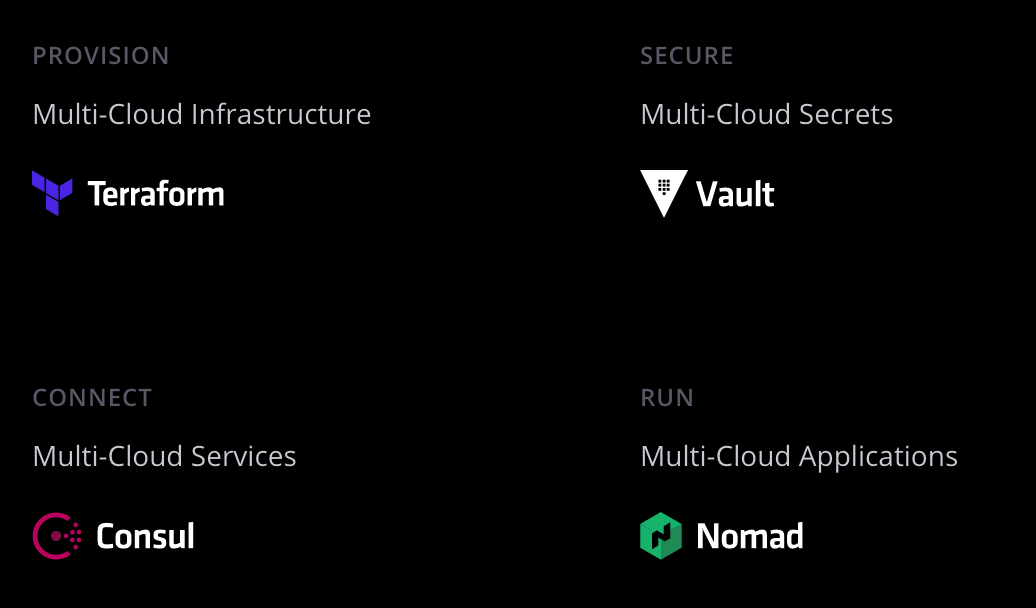 PROVISION
Multi-Cloud Infrastructure
Terraform
SECURE
Multi-Cloud Secrets
Vault
CONNECT
Multi-Cloud Services
Consul
RUN
Multi-Cloud Applications
Nomad